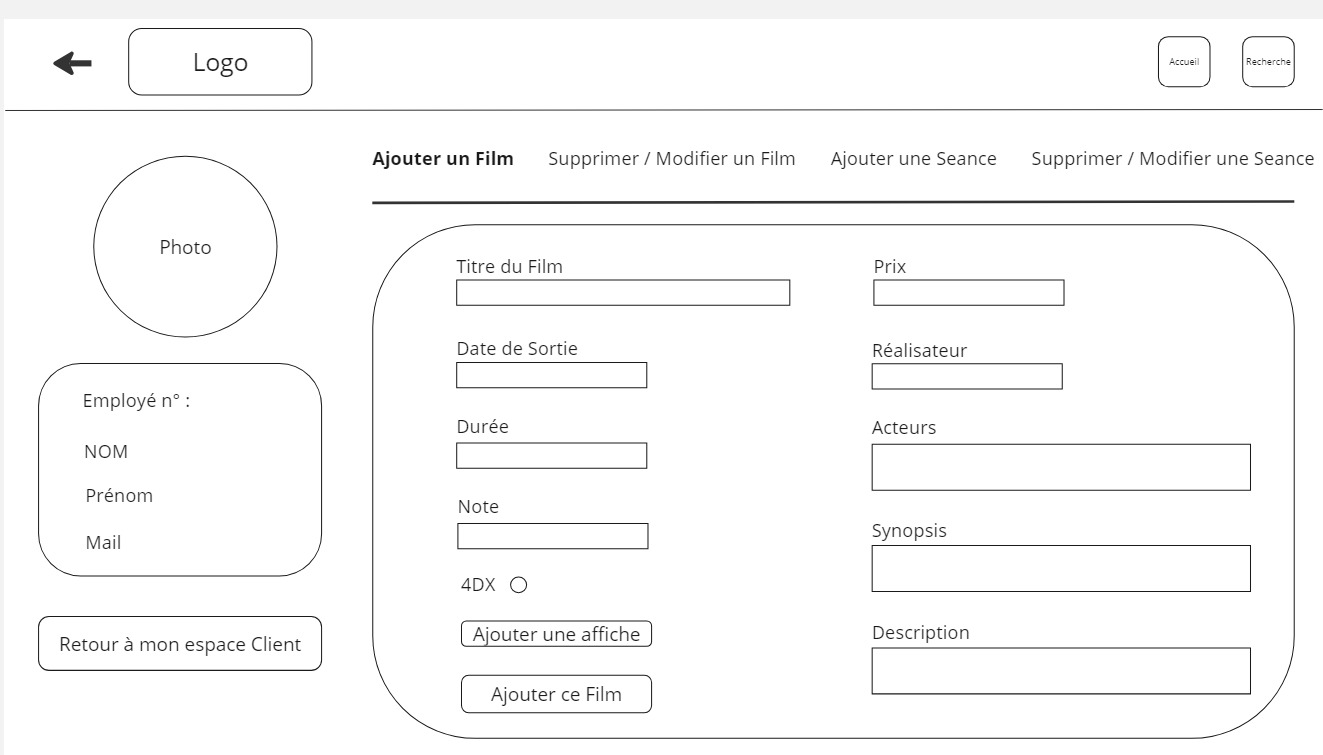 Logo
Accueil
Recherche
Ajouter un Film
Supprimer / Modifier un Film
Ajouter une Seance
Supprimer / Modifier une Seance
Photo
Employé n° :
NOM
Prénom
Mail
Retour à mon espace Client
Titre du Film
Date de Sortie
Durée
Note
4DX
Ajouter une affiche
Ajouter ce Film
Prix
Réalisateur
Acteurs
Synopsis
Description